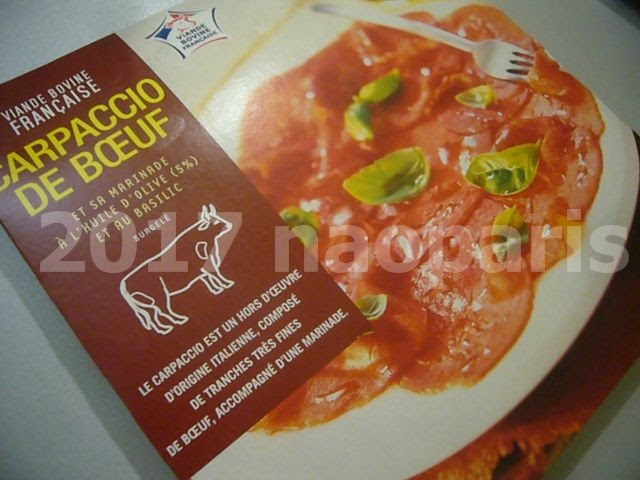 VIANDE BOVINE
FRANÇAISE
VIANDE BOVINE
FRANÇAISE
CARPACCIO
DE BŒUF
ET SA MARINADE
À L'HUILE D'OLIVE (5%)
ET AU BASILIC
SURGELÉ
2017 naoparis
LE CARPACCIO EST UN HORS D'ŒUVRE
D'ORIGINE ITALIENNE, COMPOSÉ
DE TRANCHES TRÈS FINES
DE BŒUF, ACCOMPAGNÉ D'UNE MARINADE.